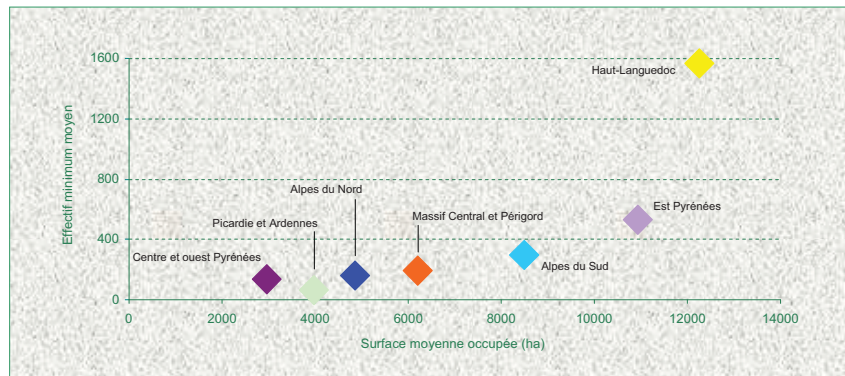 Effectif minimum moyen
1600
1200
800
400
0
Haut-Languedoc
Alpes du Nord
Est Pyrénées
Massif Central et Périgord
Picardie et Ardennes
Centre et ouest Pyrénées
Alpes du Sud
0 2000 4000 6000 8000 10000 12000 14000
Surface moyenne occupée (ha)